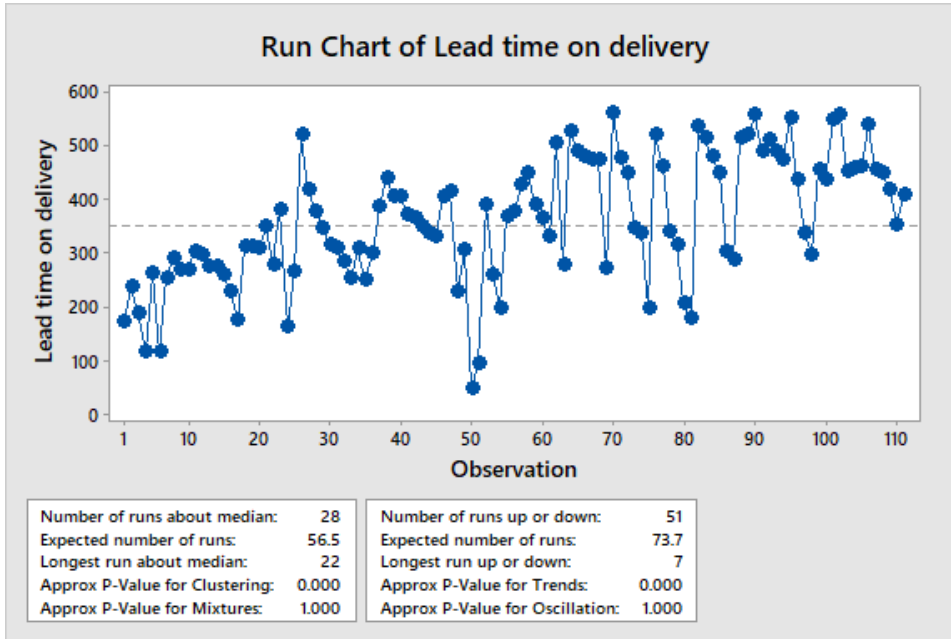 Run Chart of Lead time on delivery
600
500
400
300
200
100
0
Lead time on delivery
1 10 20 30 40 50 60 70 80 90 100 110
Observation
Number of runs about median: 28
Expected number of runs: 56.5
Longest run about median: 22
Approx P-Value for Clustering: 0.000
Approx P-Value for Mixtures: 1.000
Number of runs up or down: 51
Expected number of runs: 73.7
Longest run up or down: 7
Approx P-Value for Trends: 0.000
Approx P-Value for Oscillation: 1.000